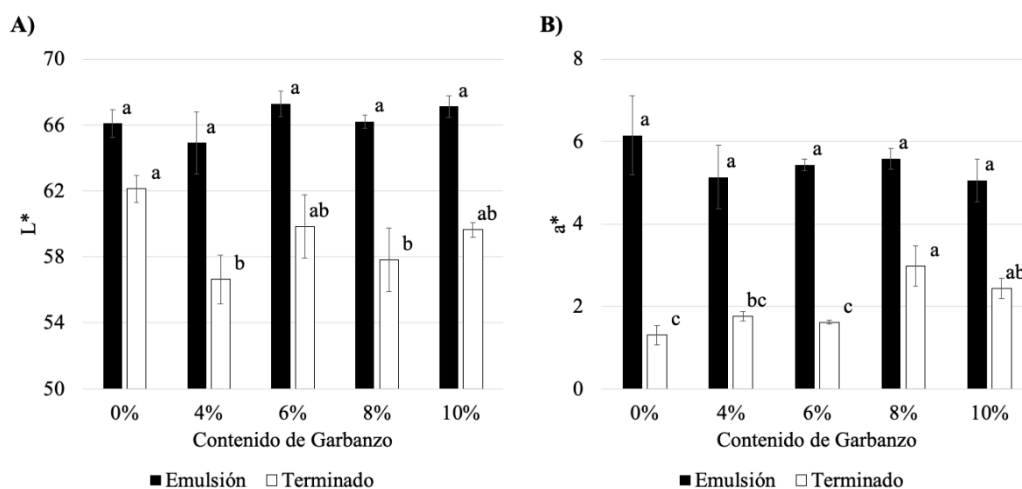 A)
70
66
62
58
54
50
L*
a a a a a
a b ab b ab
0% 4% 6% 8% 10%
Contenido de Garbanzo
Emulsión Terminado
B)
8
6
4
2
0
a*
a a a a a
c bc c a ab
0% 4% 6% 8% 10%
Contenido de Garbanzo
Emulsión Terminado